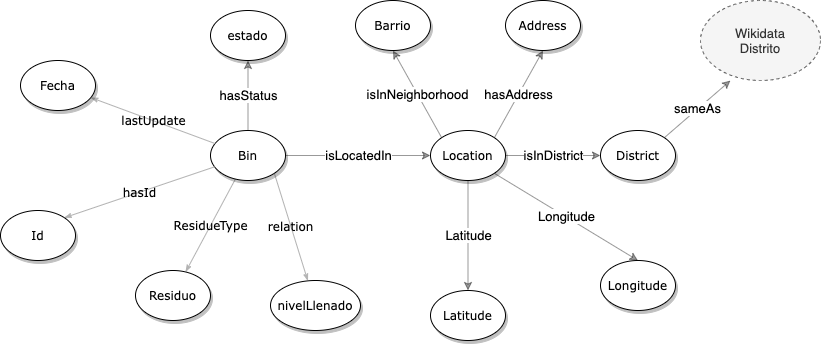 Barrio
Address
Wikidata
Distrito
estado
Fecha
hasStatus
isInNeighborhood
hasAddress
sameAs
lastUpdate
Bin
isLocatedIn
Location
isInDistrict
District
hasId
Longitude
ResidueType
relation
Id
Latitude
Longitude
Residuo
nivelLlenado
Latitude